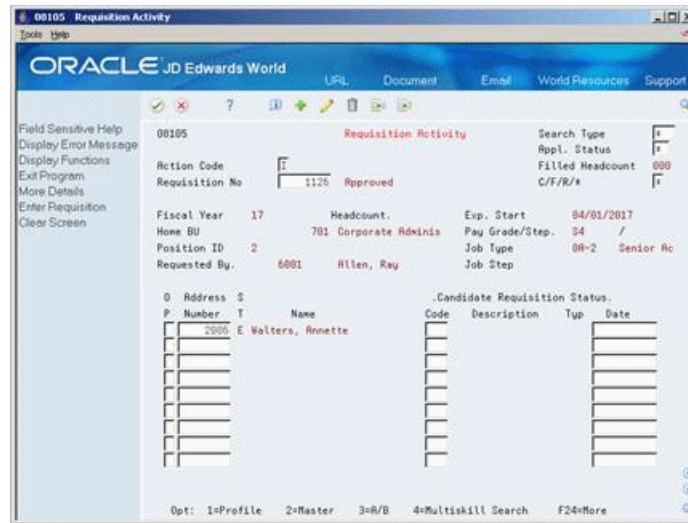 08105 Requisition Activity
Tools Help
ORACLE JD Edwards World
URL Document Email World Resources Support
?
Field Sensitive Help
Display Error Message
Display Functions
Exit Program
More Details
Enter Requisition
Clear Screen
08105 Requisition Activity Search Type *
Appl. Status *
Action Code I Filled Headcount 000
Requisition No 1126 Approved C/F/R/* *
Fiscal Year 17 Headcount. Exp. Start 04/01/2017
Home BU 701 Corporate Adminis Pay Grade/Step. S4 /
Position ID 2 Job Type 0A-2 Senior Ac
Requested By. 6001 Allen, Ray Job Step
O Address S .Candidate Requisition Status.
P Number T Name Code Description Typ Date
2006 E Walters, Annette
Opt: 1=Profile 2=Master 3=A/B 4=Multiskill Search F24=More